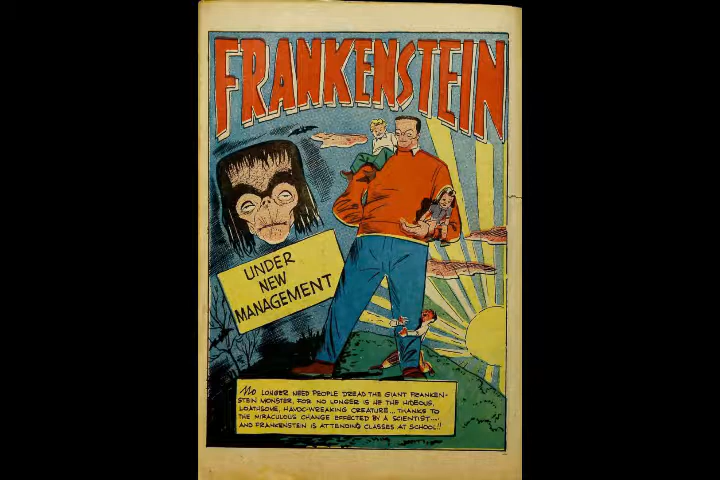 FRANKENSTEIN
UNDER
NEW
MANAGEMENT
NO LONGER NEED PEOPLE DREAD THE GIANT FRANKEN-
STEIN MONSTER, FOR NO LONGER IS HE THE HIDEOUS,
LOATHSOME, HAVOC-WREAKING CREATURE... THANKS TO
THE MIRACULOUS CHANGE EFFECTED BY A SCIENTIST....
AND FRANKENSTEIN IS ATTENDING CLASSES AT SCHOOL!!